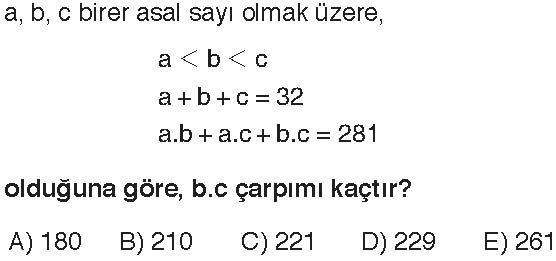 a, b, c birer asal sayı olmak üzere,
a < b < c
a + b + c = 32
a.b + a.c + b.c = 281
olduğuna göre, b.c çarpımı kaçtır?
A) 180 B) 210 C) 221 D) 229 E) 261